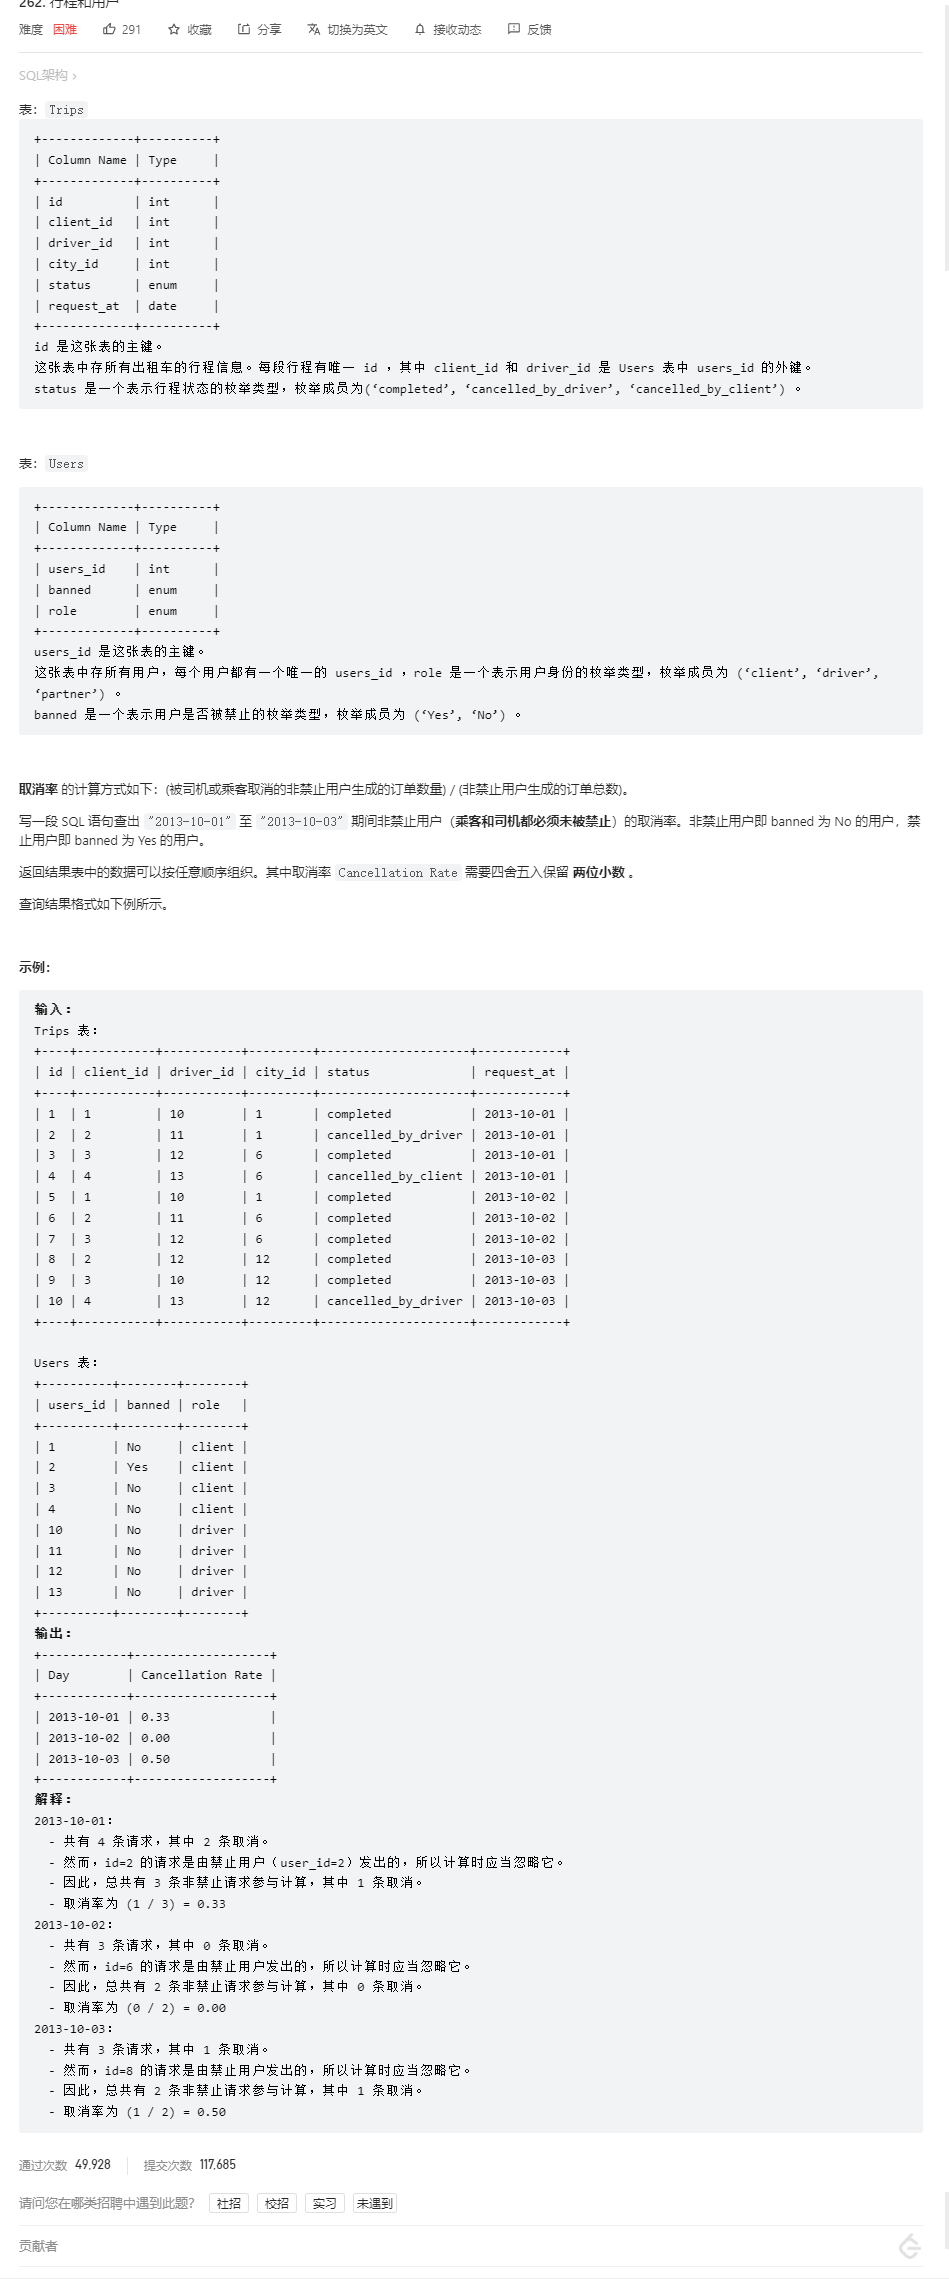 262. 行程和用户
难度 困难 291 收藏 分享 切换为英文 接收动态 反馈
SQL架构 ›
表：Trips
+-------------+----------+
| Column Name | Type     |
+-------------+----------+
| id          | int      |
| client_id   | int      |
| driver_id   | int      |
| city_id     | int      |
| status      | enum     |
| request_at  | date     |
+-------------+----------+
id 是这张表的主键。
这张表中存所有出租车的行程信息。每段行程有唯一 id ，其中 client_id 和 driver_id 是 Users 表中 users_id 的外键。
status 是一个表示行程状态的枚举类型，枚举成员为(‘completed’, ‘cancelled_by_driver’, ‘cancelled_by_client’) 。
表：Users
+-------------+----------+
| Column Name | Type     |
+-------------+----------+
| users_id    | int      |
| banned      | enum     |
| role        | enum     |
+-------------+----------+
users_id 是这张表的主键。
这张表中存所有用户，每个用户都有一个唯一的 users_id ，role 是一个表示用户身份的枚举类型，枚举成员为 (‘client’, ‘driver’,
‘partner’) 。
banned 是一个表示用户是否被禁止的枚举类型，枚举成员为 (‘Yes’, ‘No’) 。
取消率 的计算方式如下：(被司机或乘客取消的非禁止用户生成的订单数量) / (非禁止用户生成的订单总数)。
写一段 SQL 语句查出 "2013-10-01" 至 "2013-10-03" 期间非禁止用户（乘客和司机都必须未被禁止）的取消率。非禁止用户即 banned 为 No 的用户，禁
止用户即 banned 为 Yes 的用户。
返回结果表中的数据可以按任意顺序组织。其中取消率 Cancellation Rate 需要四舍五入保留 两位小数 。
查询结果格式如下例所示。
示例：
输入：
Trips 表：
+----+-----------+-----------+---------+---------------------+------------+
| id | client_id | driver_id | city_id | status              | request_at |
+----+-----------+-----------+---------+---------------------+------------+
| 1  | 1         | 10        | 1       | completed           | 2013-10-01 |
| 2  | 2         | 11        | 1       | cancelled_by_driver | 2013-10-01 |
| 3  | 3         | 12        | 6       | completed           | 2013-10-01 |
| 4  | 4         | 13        | 6       | cancelled_by_client | 2013-10-01 |
| 5  | 1         | 10        | 1       | completed           | 2013-10-02 |
| 6  | 2         | 11        | 6       | completed           | 2013-10-02 |
| 7  | 3         | 12        | 6       | completed           | 2013-10-02 |
| 8  | 2         | 12        | 12      | completed           | 2013-10-03 |
| 9  | 3         | 10        | 12      | completed           | 2013-10-03 |
| 10 | 4         | 13        | 12      | cancelled_by_driver | 2013-10-03 |
+----+-----------+-----------+---------+---------------------+------------+
Users 表：
+----------+--------+--------+
| users_id | banned | role   |
+----------+--------+--------+
| 1        | No     | client |
| 2        | Yes    | client |
| 3        | No     | client |
| 4        | No     | client |
| 10       | No     | driver |
| 11       | No     | driver |
| 12       | No     | driver |
| 13       | No     | driver |
+----------+--------+--------+
输出：
+------------+-------------------+
| Day        | Cancellation Rate |
+------------+-------------------+
| 2013-10-01 | 0.33              |
| 2013-10-02 | 0.00              |
| 2013-10-03 | 0.50              |
+------------+-------------------+
解释：
2013-10-01：
- 共有 4 条请求，其中 2 条取消。
- 然而，id=2 的请求是由禁止用户（user_id=2）发出的，所以计算时应当忽略它。
- 因此，总共有 3 条非禁止请求参与计算，其中 1 条取消。
- 取消率为 (1 / 3) = 0.33
2013-10-02：
- 共有 3 条请求，其中 0 条取消。
- 然而，id=6 的请求是由禁止用户发出的，所以计算时应当忽略它。
- 因此，总共有 2 条非禁止请求参与计算，其中 0 条取消。
- 取消率为 (0 / 2) = 0.00
2013-10-03：
- 共有 3 条请求，其中 1 条取消。
- 然而，id=8 的请求是由禁止用户发出的，所以计算时应当忽略它。
- 因此，总共有 2 条非禁止请求参与计算，其中 1 条取消。
- 取消率为 (1 / 2) = 0.50
通过次数 49,928 提交次数 117,685
请问您在哪类招聘中遇到此题？ 社招 校招 实习 未遇到
贡献者